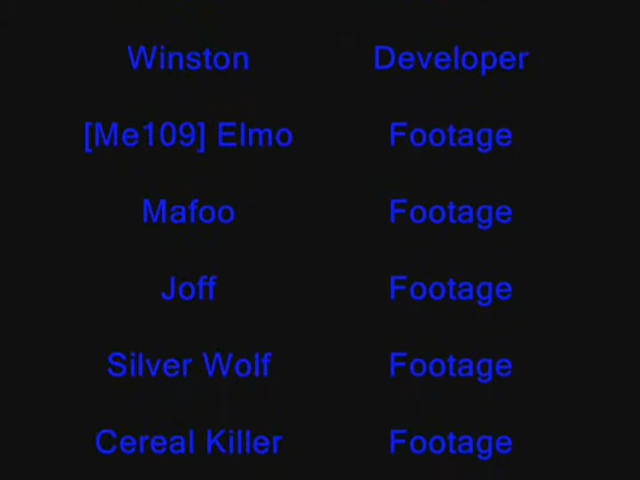 Winston Developer
[Me109] Elmo Footage
Mafoo Footage
Joff Footage
Silver Wolf Footage
Cereal Killer Footage